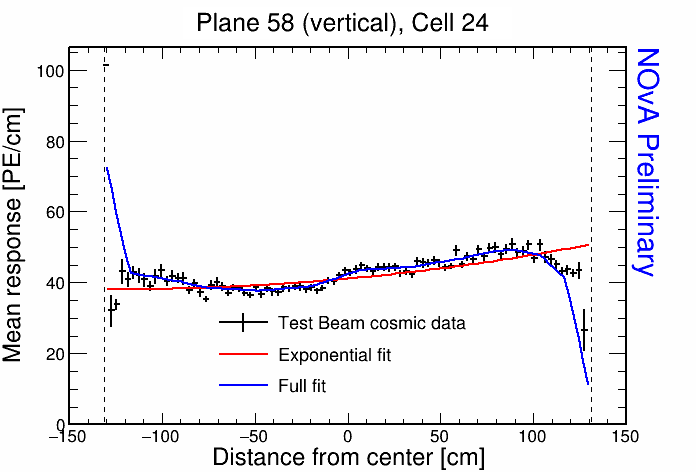 Plane 58 (vertical), Cell 24
NOvA Preliminary
Mean response [PE/cm]
100
80
60
40
20
0
Test Beam cosmic data
Exponential fit
Full fit
−150 −100 −50 0 50 100 150
Distance from center [cm]